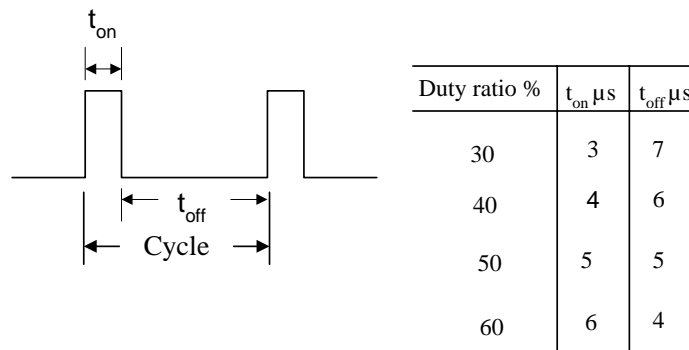 t_on
t_off
Cycle
Duty ratio % t_on µs t_off µs
30 3 7
40 4 6
50 5 5
60 6 4